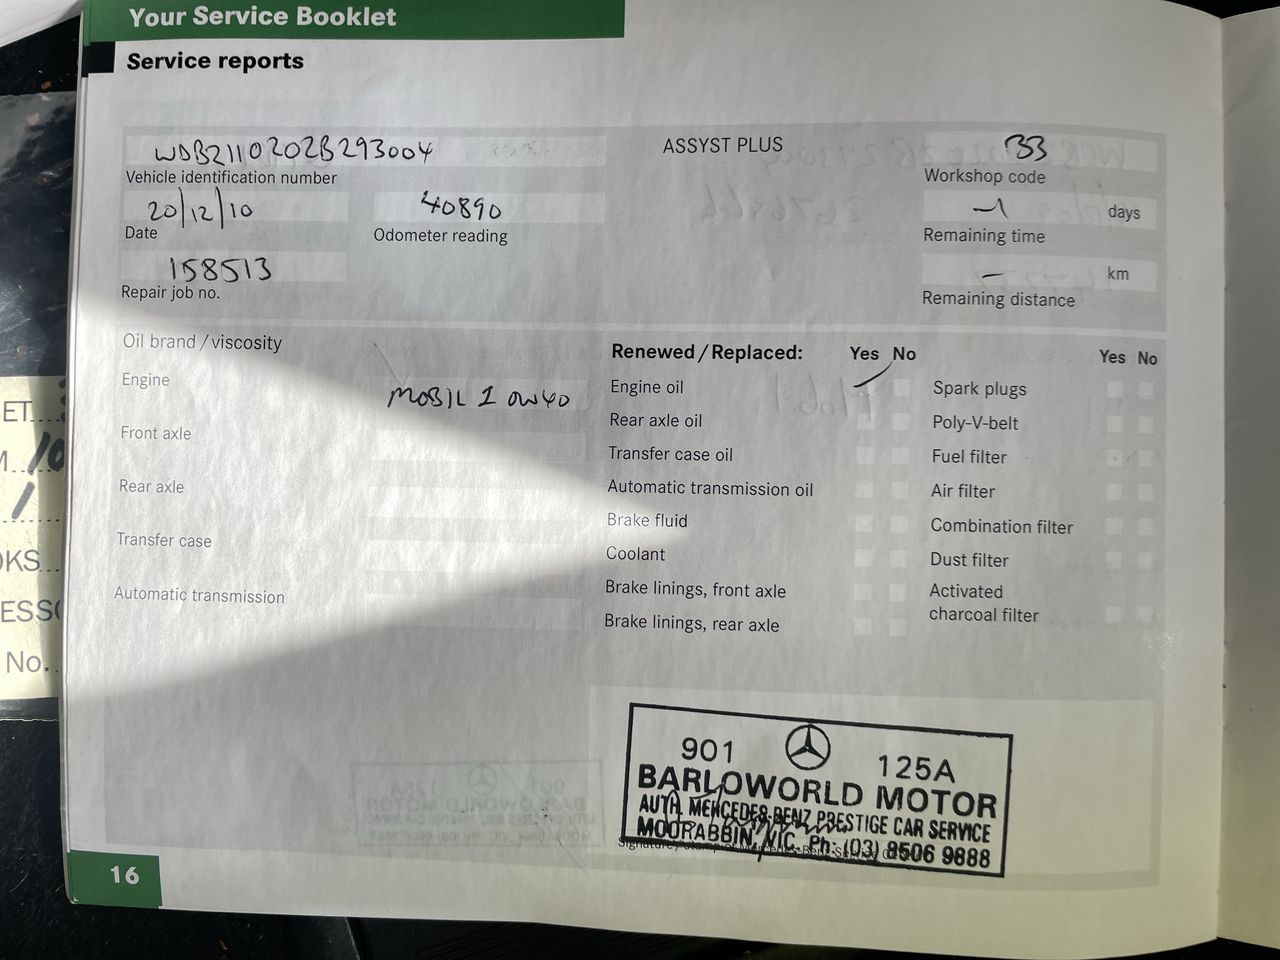 Your Service Booklet
Service reports
WDB2110202B293004
Vehicle identification number
20/12/10
Date
40890
Odometer reading
158513
Repair job no.
ASSYST PLUS
B3
Workshop code
days
Remaining time
– km
Remaining distance
Oil brand / viscosity
Engine
MOBIL 1 0W40
Front axle
Rear axle
Transfer case
Automatic transmission
Renewed / Replaced: Yes No
Engine oil
Rear axle oil
Transfer case oil
Automatic transmission oil
Brake fluid
Coolant
Brake linings, front axle
Brake linings, rear axle
Yes No
Spark plugs
Poly-V-belt
Fuel filter
Air filter
Combination filter
Dust filter
Activated
charcoal filter
901 125A
BARLOWORLD MOTOR
AUTH. MERCEDES-BENZ PRESTIGE CAR SERVICE
MOORABBIN, VIC. Ph: (03) 8506 9888
16
ET...
M...10
OKS...
ESSO
No.